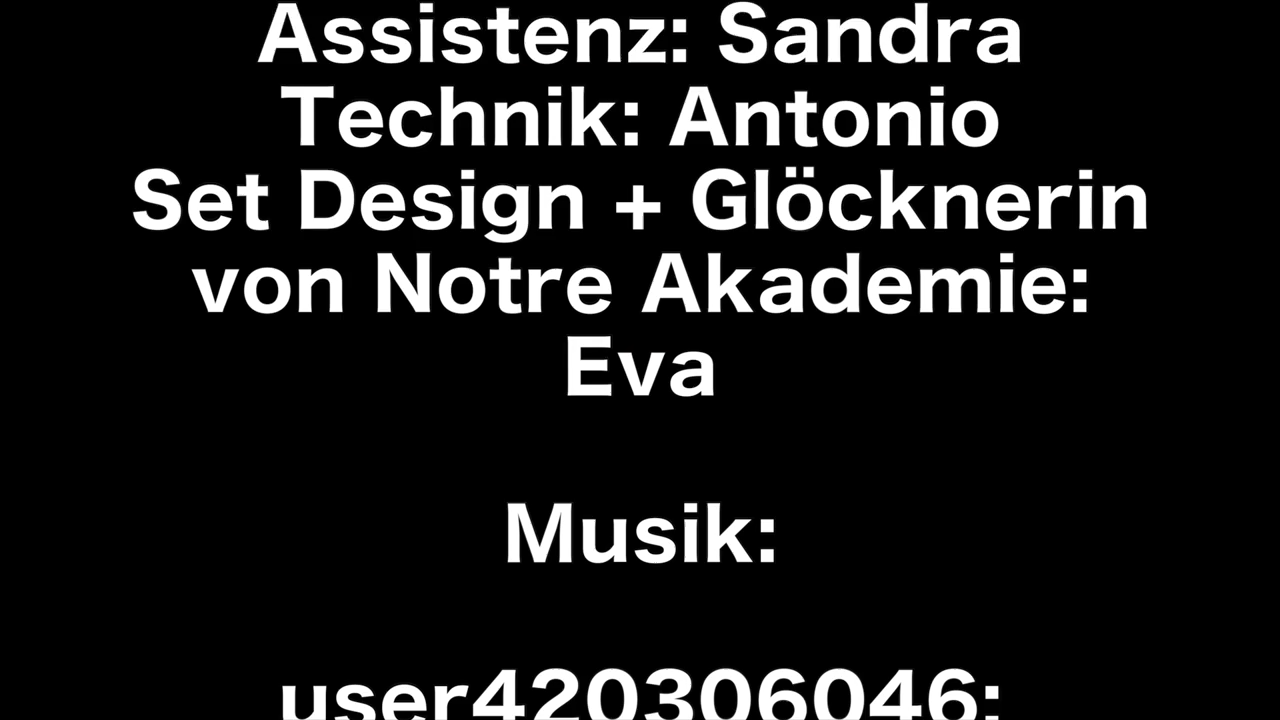 Assistenz: Sandra
Technik: Antonio
Set Design + Glöcknerin
von Notre Akademie:
Eva
Musik:
user420306046: